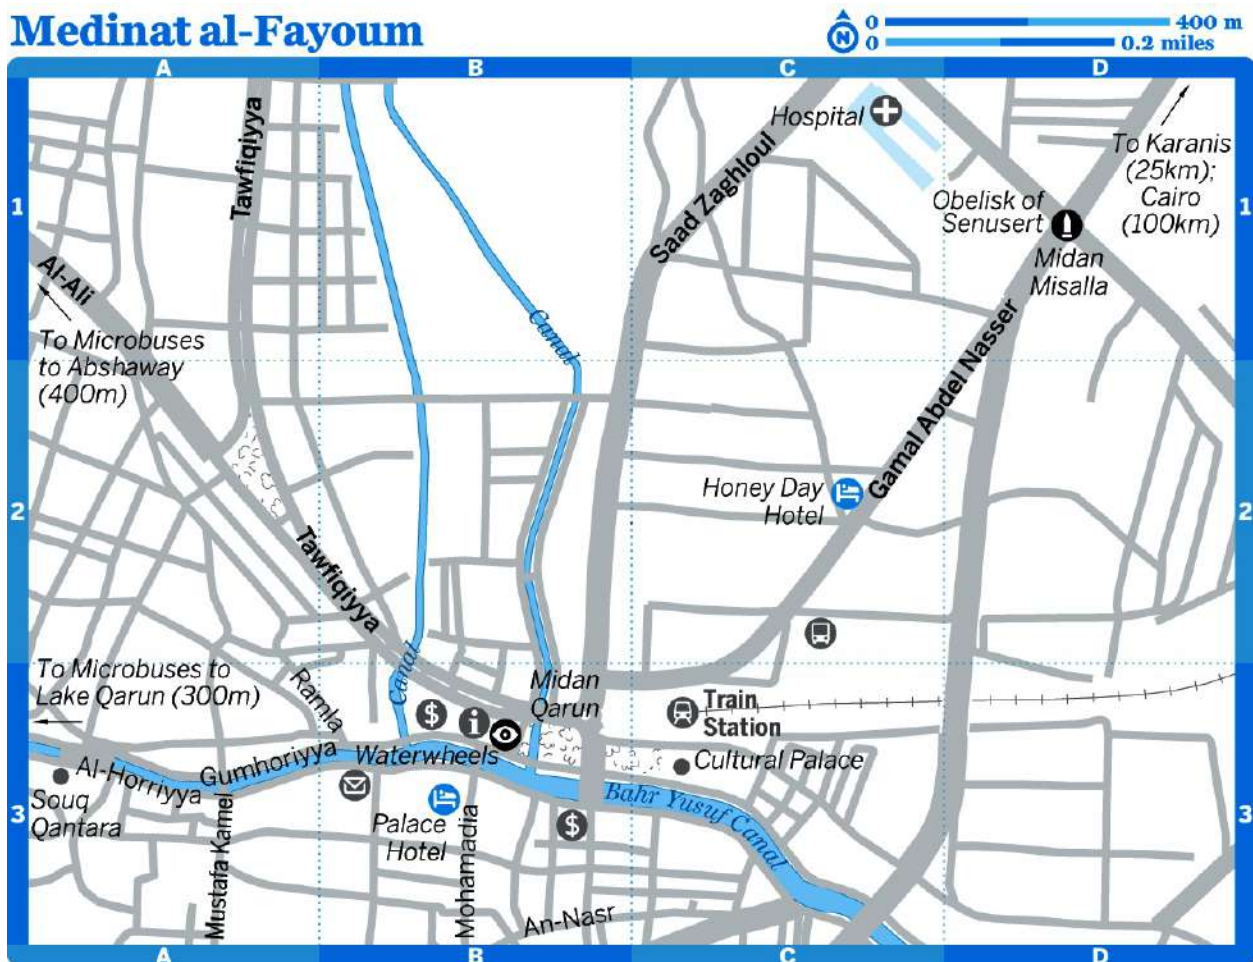 Medinat al-Fayoum
0 400 m
N
0 0.2 miles
A B C D
Tawfiqiyya
Hospital
Saad Zaghloul
To Karanis
(25km);
Cairo
(100km)
1 1
Obelisk of
Senusert
Midan
Misalla
Al-Ali
To Microbuses
to Abshaway
(400m)
Canal
Gamal Abdel Nasser
Honey Day
Hotel
2 2
Tawfiqiyya
To Microbuses to
Lake Qarun (300m)
Ramla
Canal
Midan
Qarun
$
i
Train
Station
Waterwheels
Cultural Palace
Gumhoriyya
Al-Horriyya
Souq
Qantara
Mustafa Kamel
Palace
Hotel
Mohamadia
$
Bahr Yusuf Canal
3 3
An-Nasr
A B C D